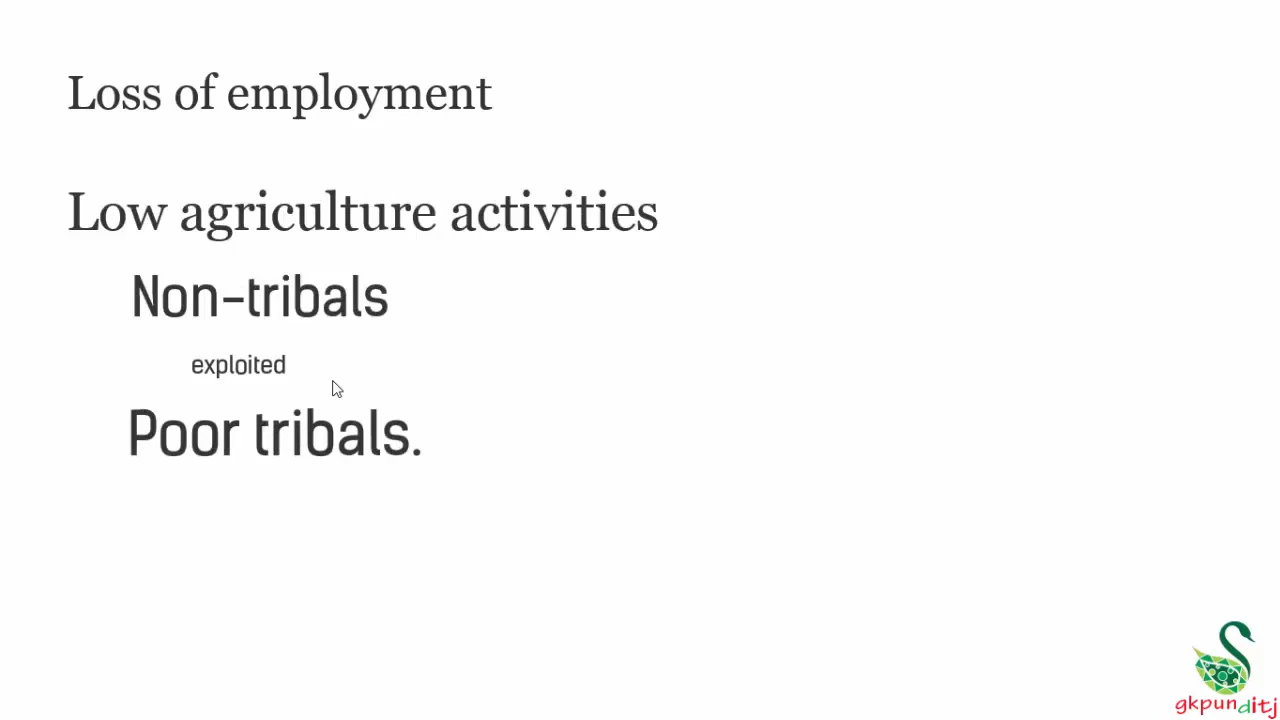 Loss of employment
Low agriculture activities
Non-tribals
exploited
Poor tribals.
gkpunditj